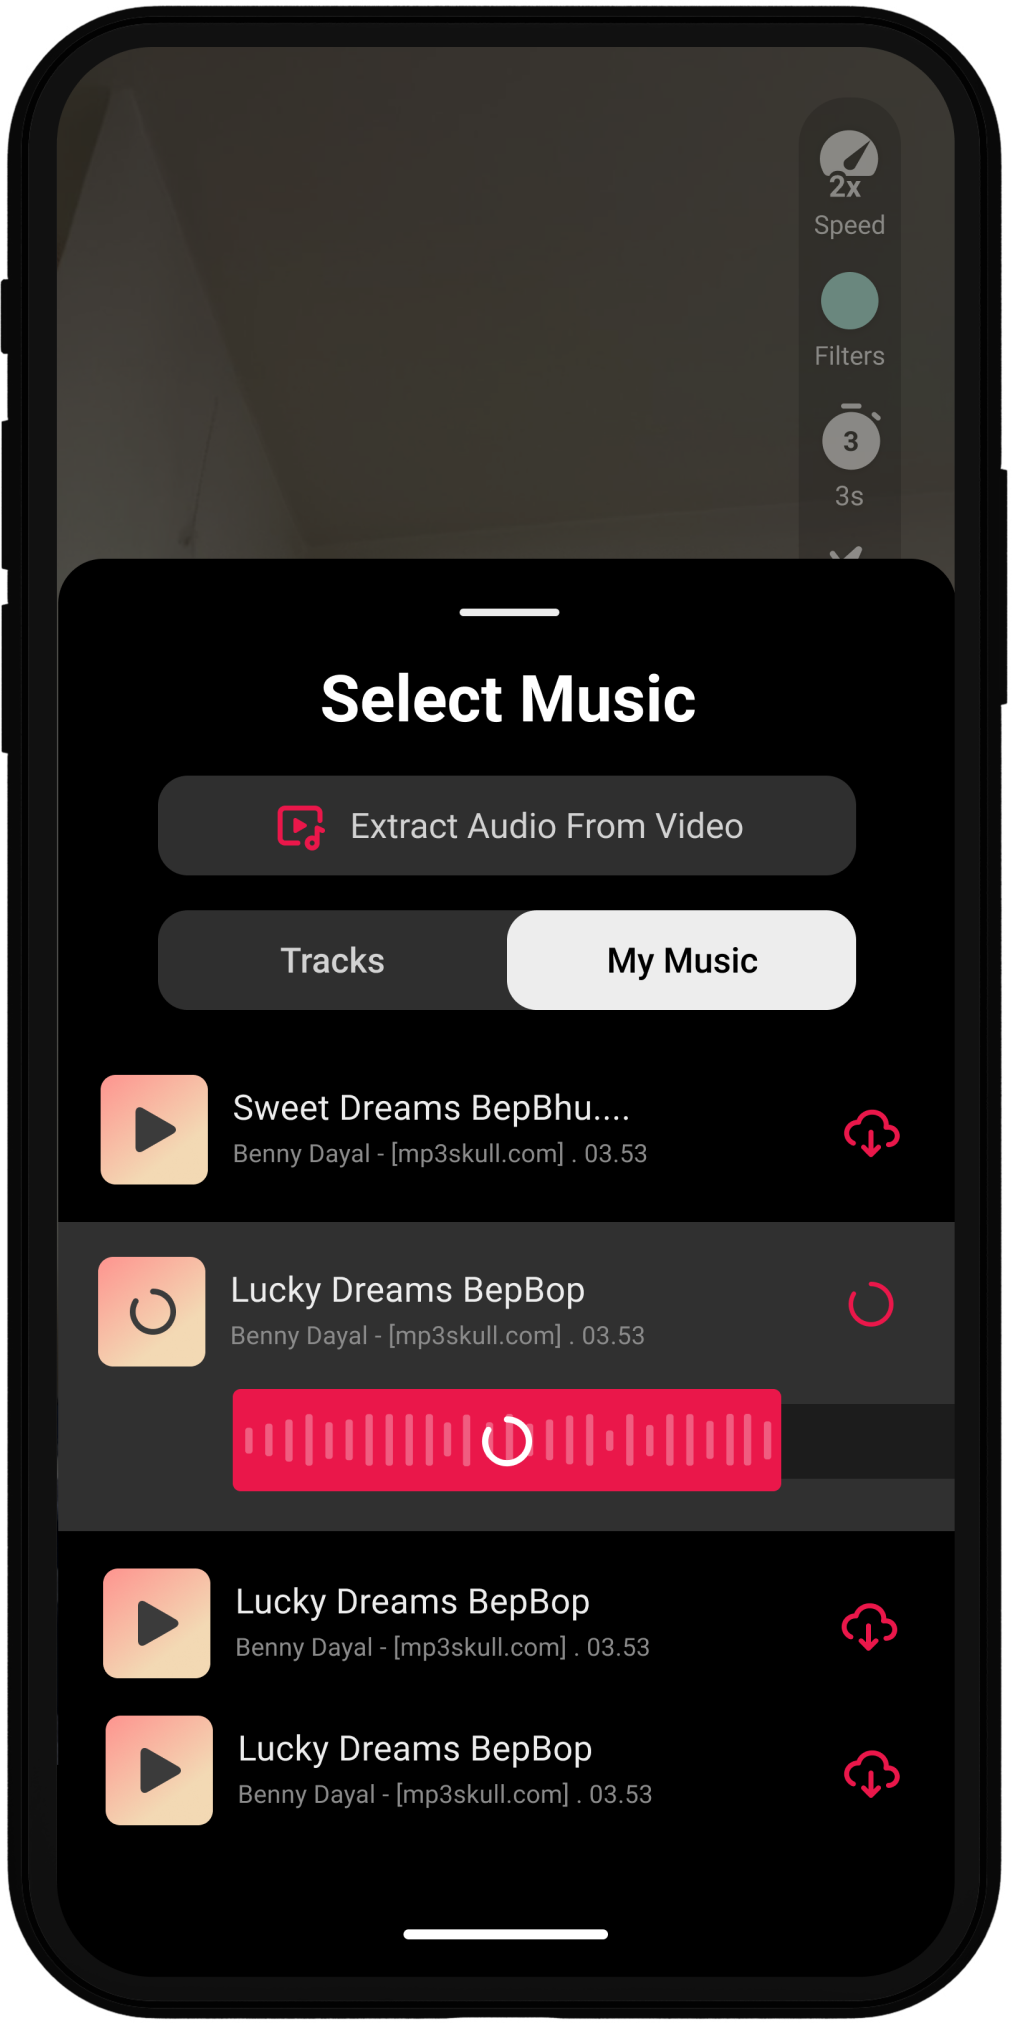 2x
Speed
Filters
3
3s
Select Music
Extract Audio From Video
Tracks
My Music
Sweet Dreams BepBhu....
Benny Dayal - [mp3skull.com] . 03.53
Lucky Dreams BepBop
Benny Dayal - [mp3skull.com] . 03.53
Lucky Dreams BepBop
Benny Dayal - [mp3skull.com] . 03.53
Lucky Dreams BepBop
Benny Dayal - [mp3skull.com] . 03.53